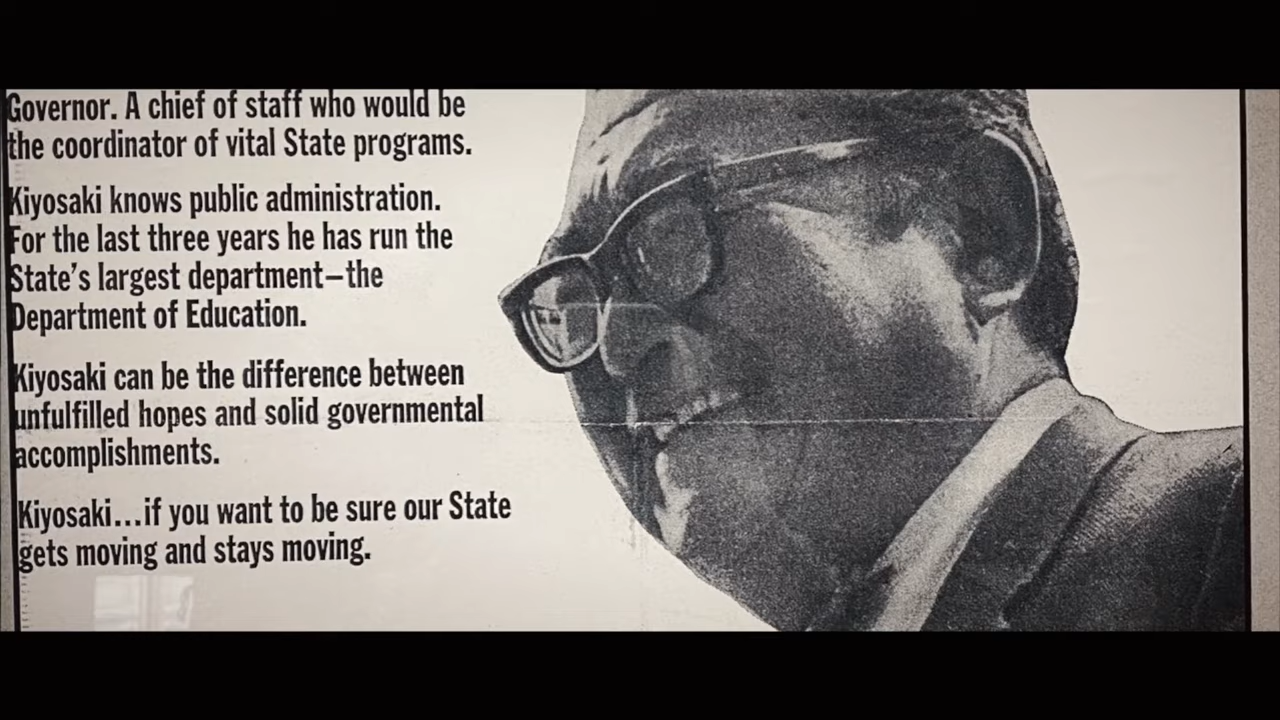 Governor. A chief of staff who would be
the coordinator of vital State programs.
Kiyosaki knows public administration.
For the last three years he has run the
State's largest department—the
Department of Education.
Kiyosaki can be the difference between
unfulfilled hopes and solid governmental
accomplishments.
Kiyosaki...if you want to be sure our State
gets moving and stays moving.